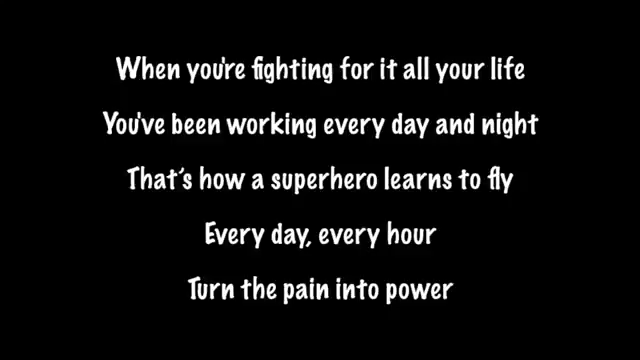 When you're fighting for it all your life
You've been working every day and night
That's how a superhero learns to fly
Every day, every hour
Turn the pain into power